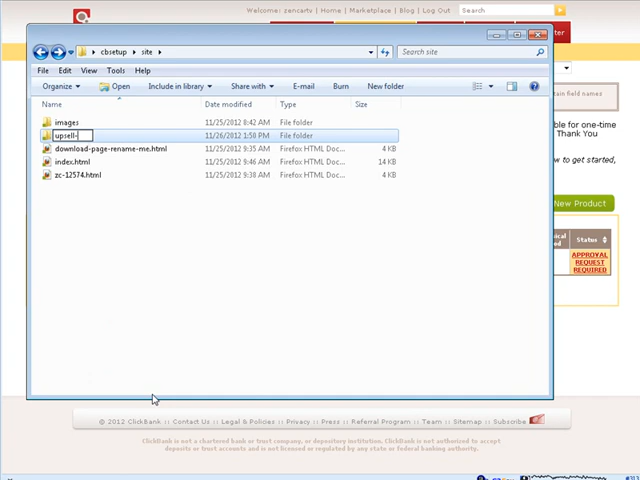 Welcome: zencartv | Home | Marketplace | Blog | Log Out
Search
cbsetup site
Search site
File Edit View Tools Help
Organize Include in library Open Share with E-mail Burn New folder
Name Date modified Type Size
images 11/25/2012 8:42 AM File folder
upsell- 11/26/2012 1:50 PM File folder
download-page-rename-me.html 11/25/2012 9:35 AM Firefox HTML Doc... 4 KB
index.html 11/25/2012 9:46 AM Firefox HTML Doc... 14 KB
zc-12574.html 11/25/2012 9:38 AM Firefox HTML Doc... 4 KB
tain field names
ble for one-time
Thank You
w to get started,
New Product
Status
APPROVAL
REQUEST
REQUIRED
© 2012 ClickBank :: Contact Us :: Legal & Policies :: Privacy :: Press :: Referral Program :: Team :: Sitemap :: Subscribe
ClickBank is not a chartered bank or trust company, or depository institution. ClickBank is not authorized to accept
deposits or trust accounts and is not licensed or regulated by any state or federal banking authority.